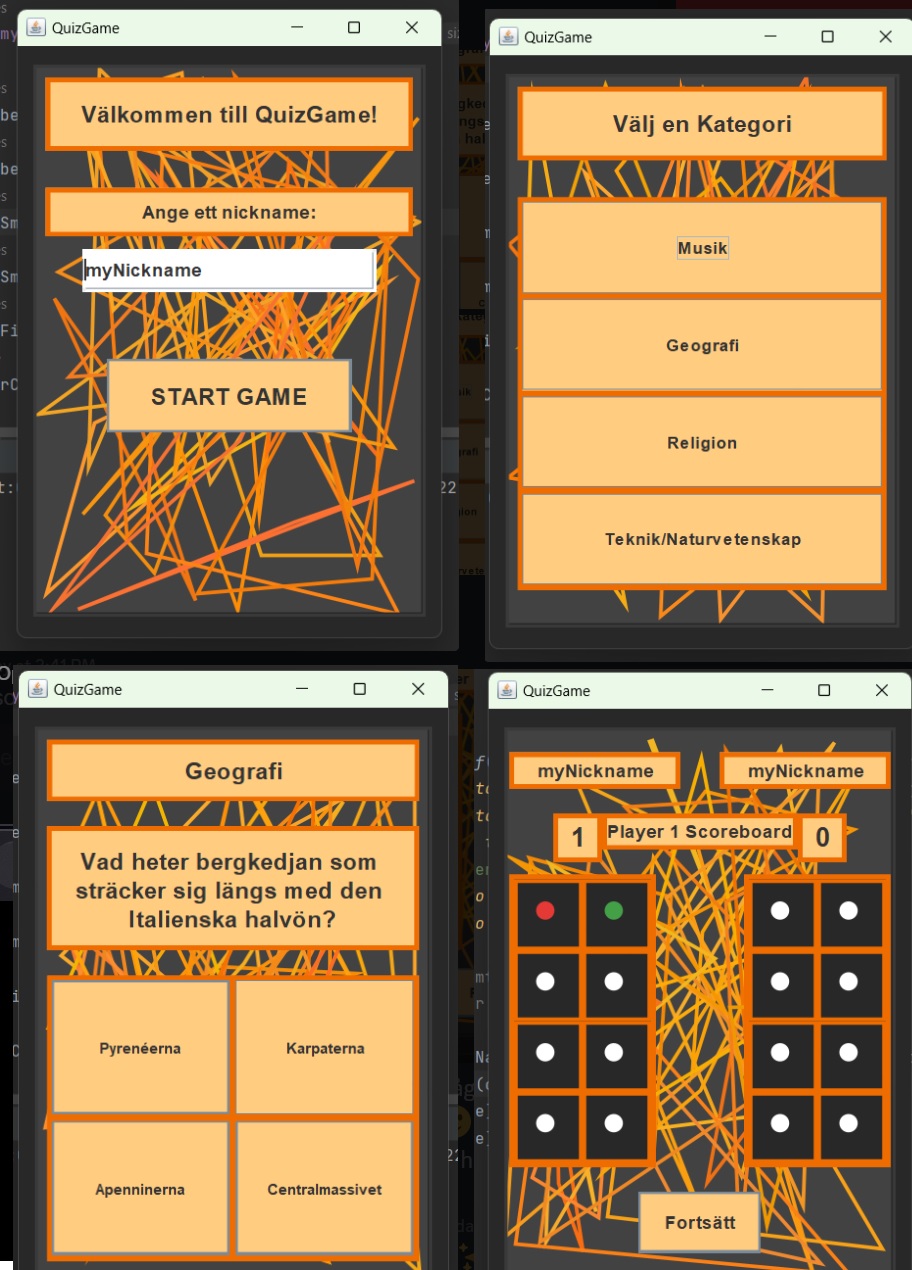 QuizGame
Välkommen till QuizGame!
Ange ett nickname:
myNickname
START GAME
QuizGame
Välj en Kategori
Musik
Geografi
Religion
Teknik/Naturvetenskap
QuizGame
Geografi
Vad heter bergkedjan som
sträcker sig längs med den
Italienska halvön?
Pyrenéerna
Karpaterna
Apenninerna
Centralmassivet
QuizGame
myNickname
myNickname
1
Player 1 Scoreboard
0
Fortsätt